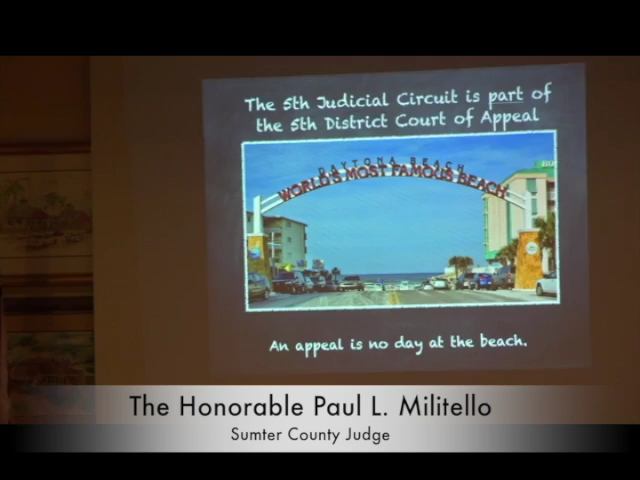 The 5th Judicial Circuit is part of
the 5th District Court of Appeal
DAYTONA BEACH
WORLD'S MOST FAMOUS BEACH
An appeal is no day at the beach.
The Honorable Paul L. Militello
Sumter County Judge